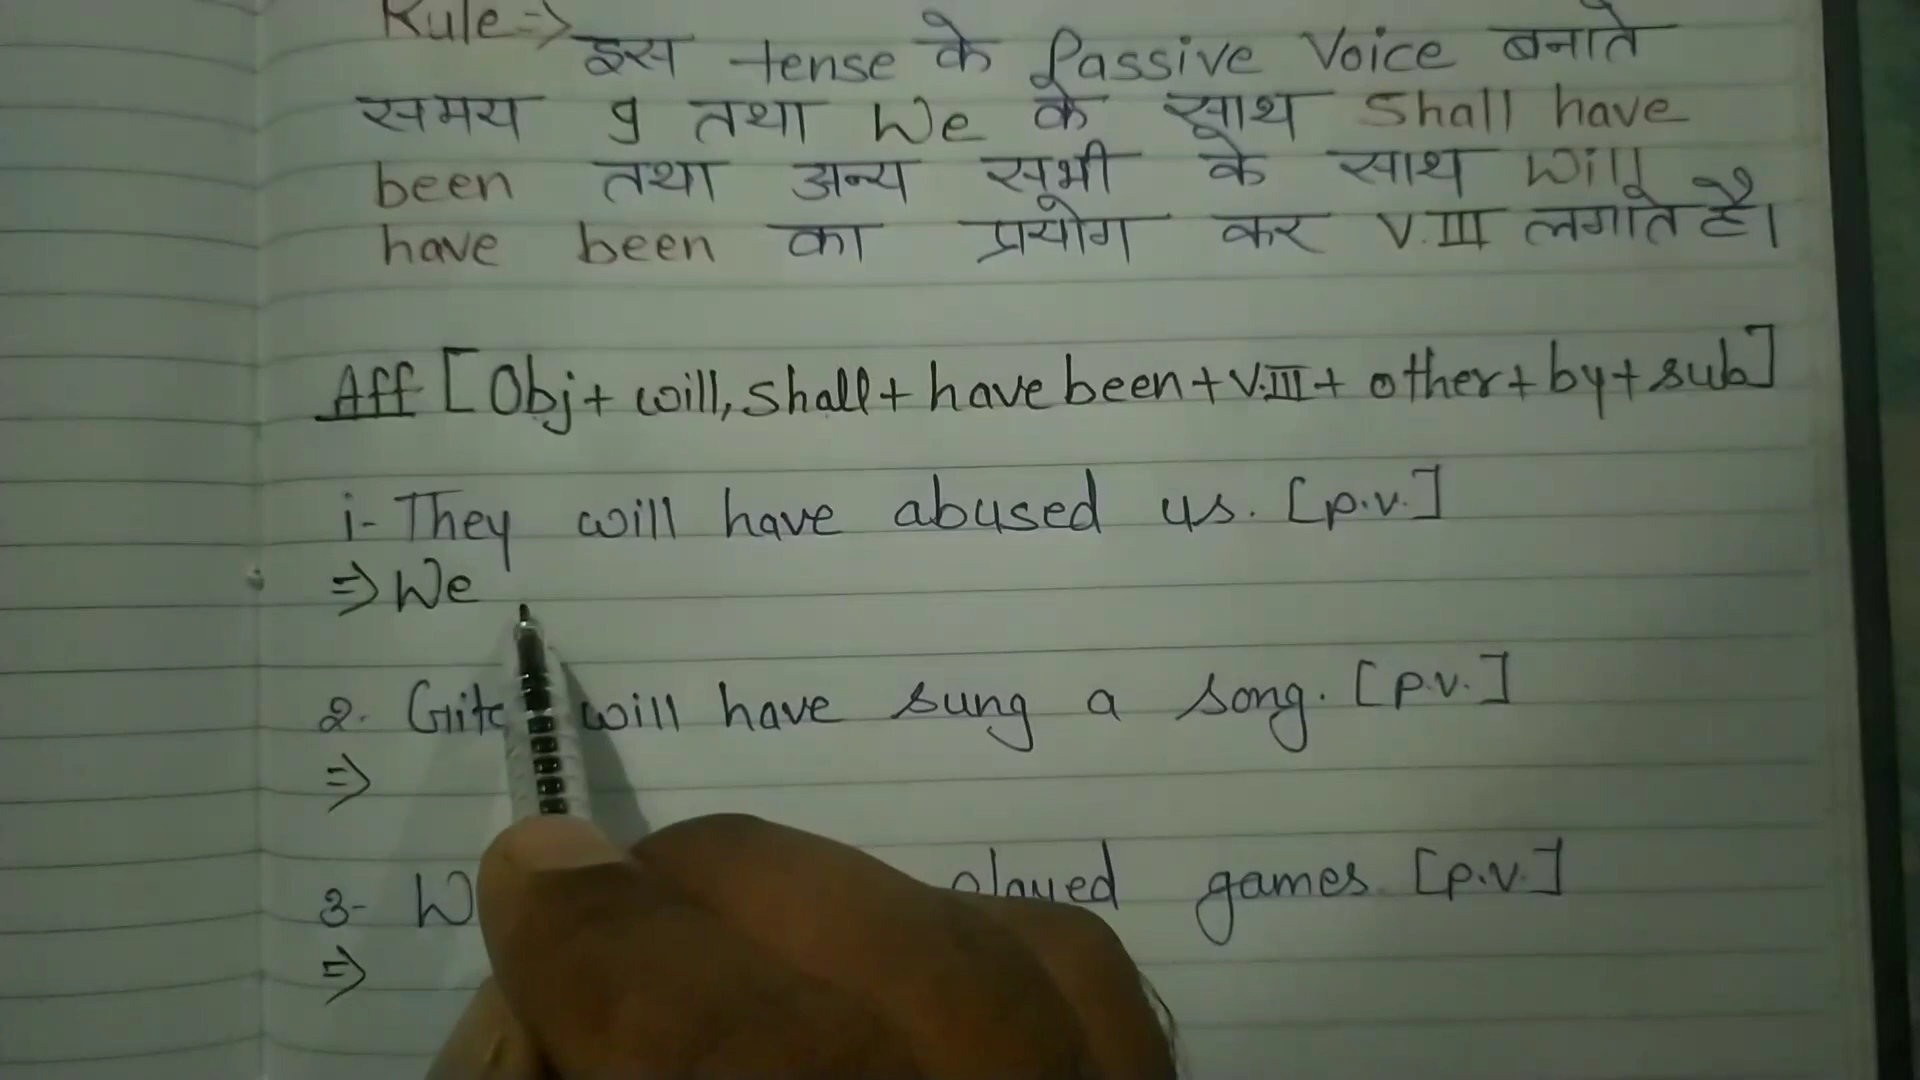 Rule=>
इस tense के Passive Voice बनाते
समय I तथा We के साथ Shall have
been तथा अन्य सभी के साथ will
have been का प्रयोग कर V.III लगाते है।
Aff [Obj + will, shall + have been + V.III + other + by + sub]
i- They will have abused us. [p.v.]
=> We
2. will have sung a song. [p.v.]
=>
3- played games. [p.v.]
=>